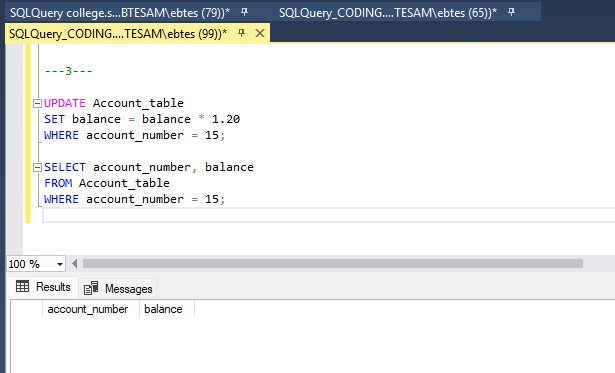 SQLQuery college.s...BTESAM\ebtes (79))* SQLQuery_CODING....TESAM\ebtes (65))*
SQLQuery_CODING....TESAM\ebtes (99))*
---3---
UPDATE Account_table
SET balance = balance * 1.20
WHERE account_number = 15;
SELECT account_number, balance
FROM Account_table
WHERE account_number = 15;
100 %
Results Messages
account_number balance